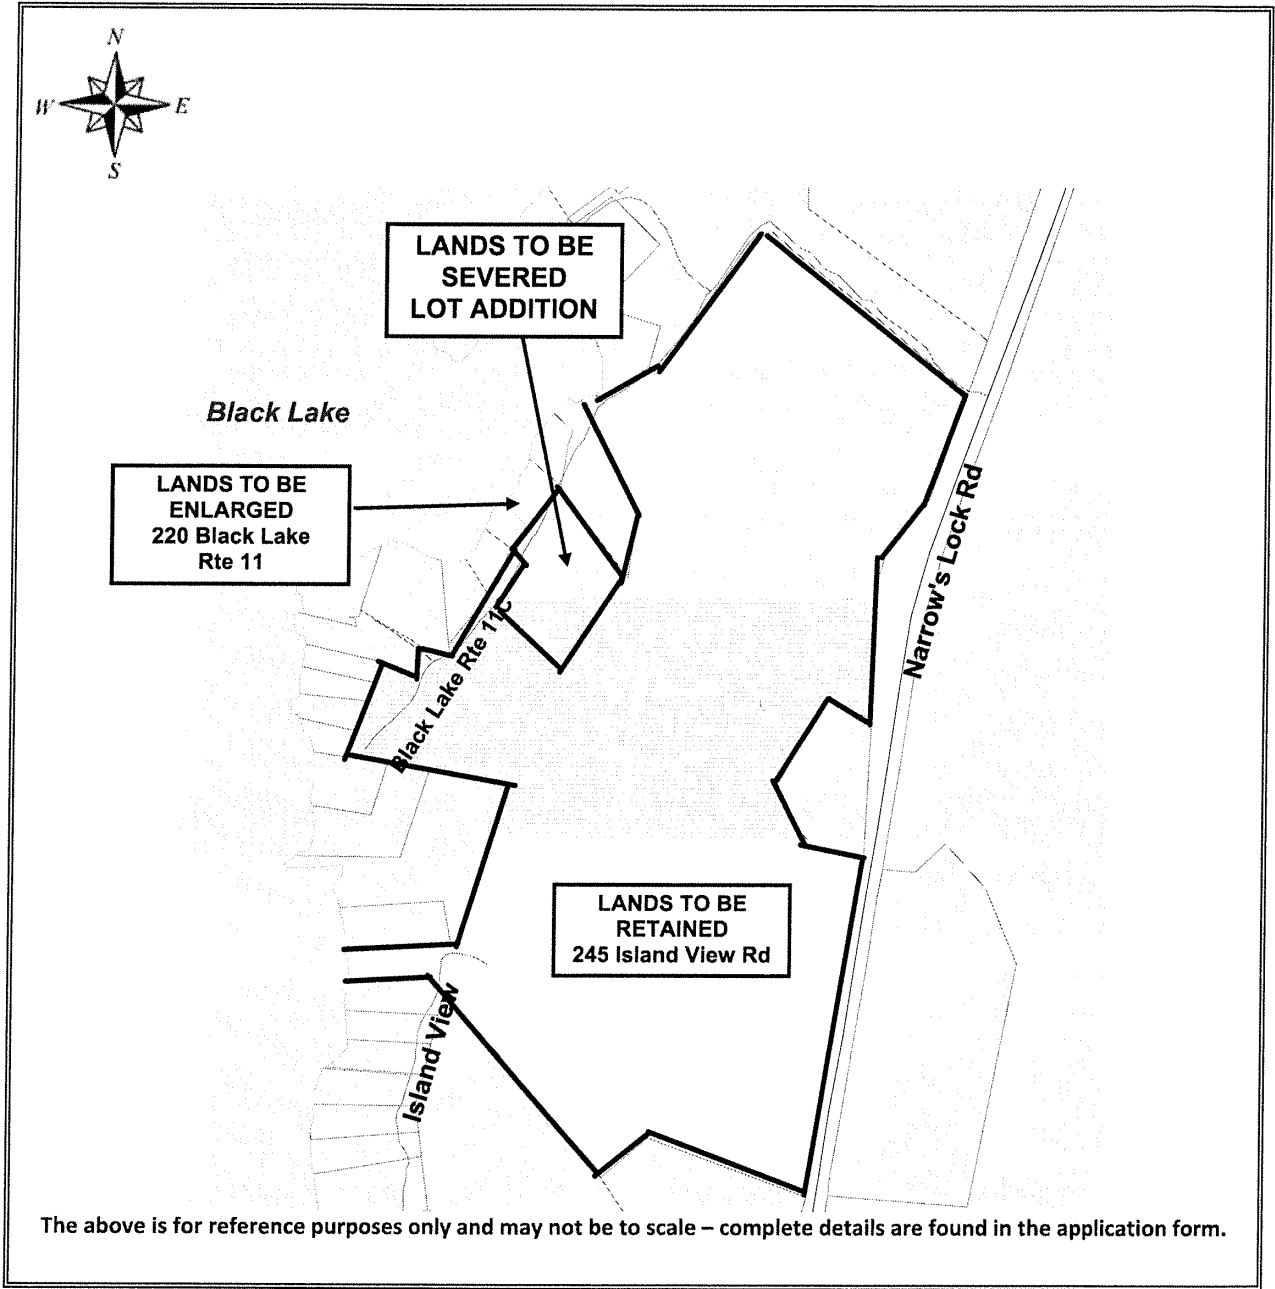 N
W
E
S
LANDS TO BE
SEVERED
LOT ADDITION
Black Lake
LANDS TO BE
ENLARGED
220 Black Lake
Rte 11
Narrow's Lock Rd
Black Lake Rte 11C
LANDS TO BE
RETAINED
245 Island View Rd
Island View
The above is for reference purposes only and may not be to scale – complete details are found in the application form.